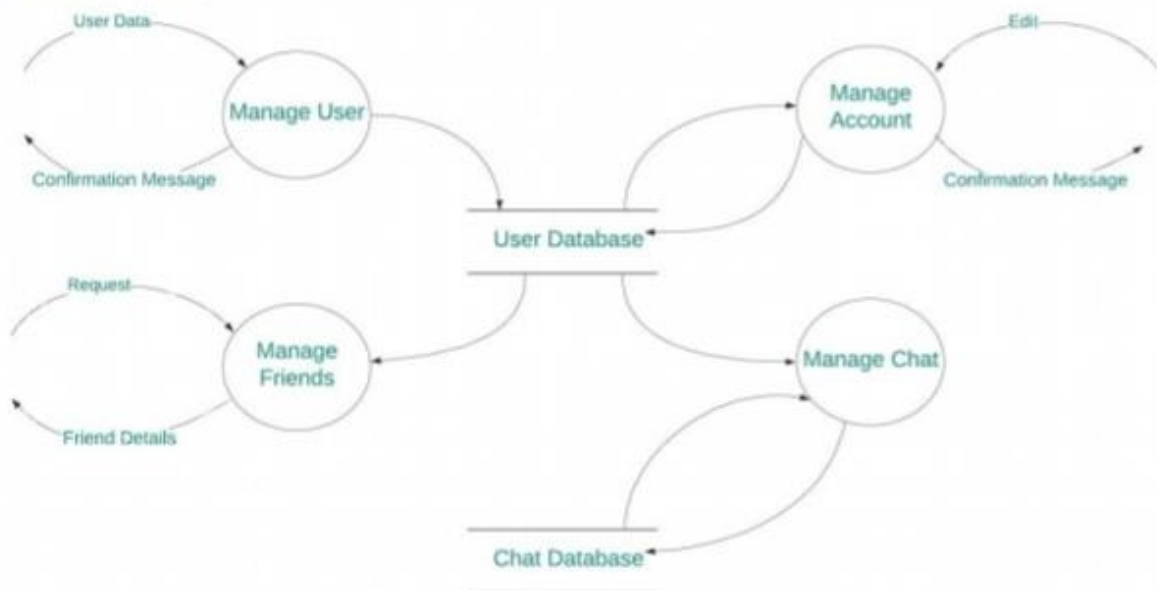 User Data
Edit
Manage User
Manage
Account
Confirmation Message
Confirmation Message
User Database
Request
Manage
Friends
Manage Chat
Friend Details
Chat Database